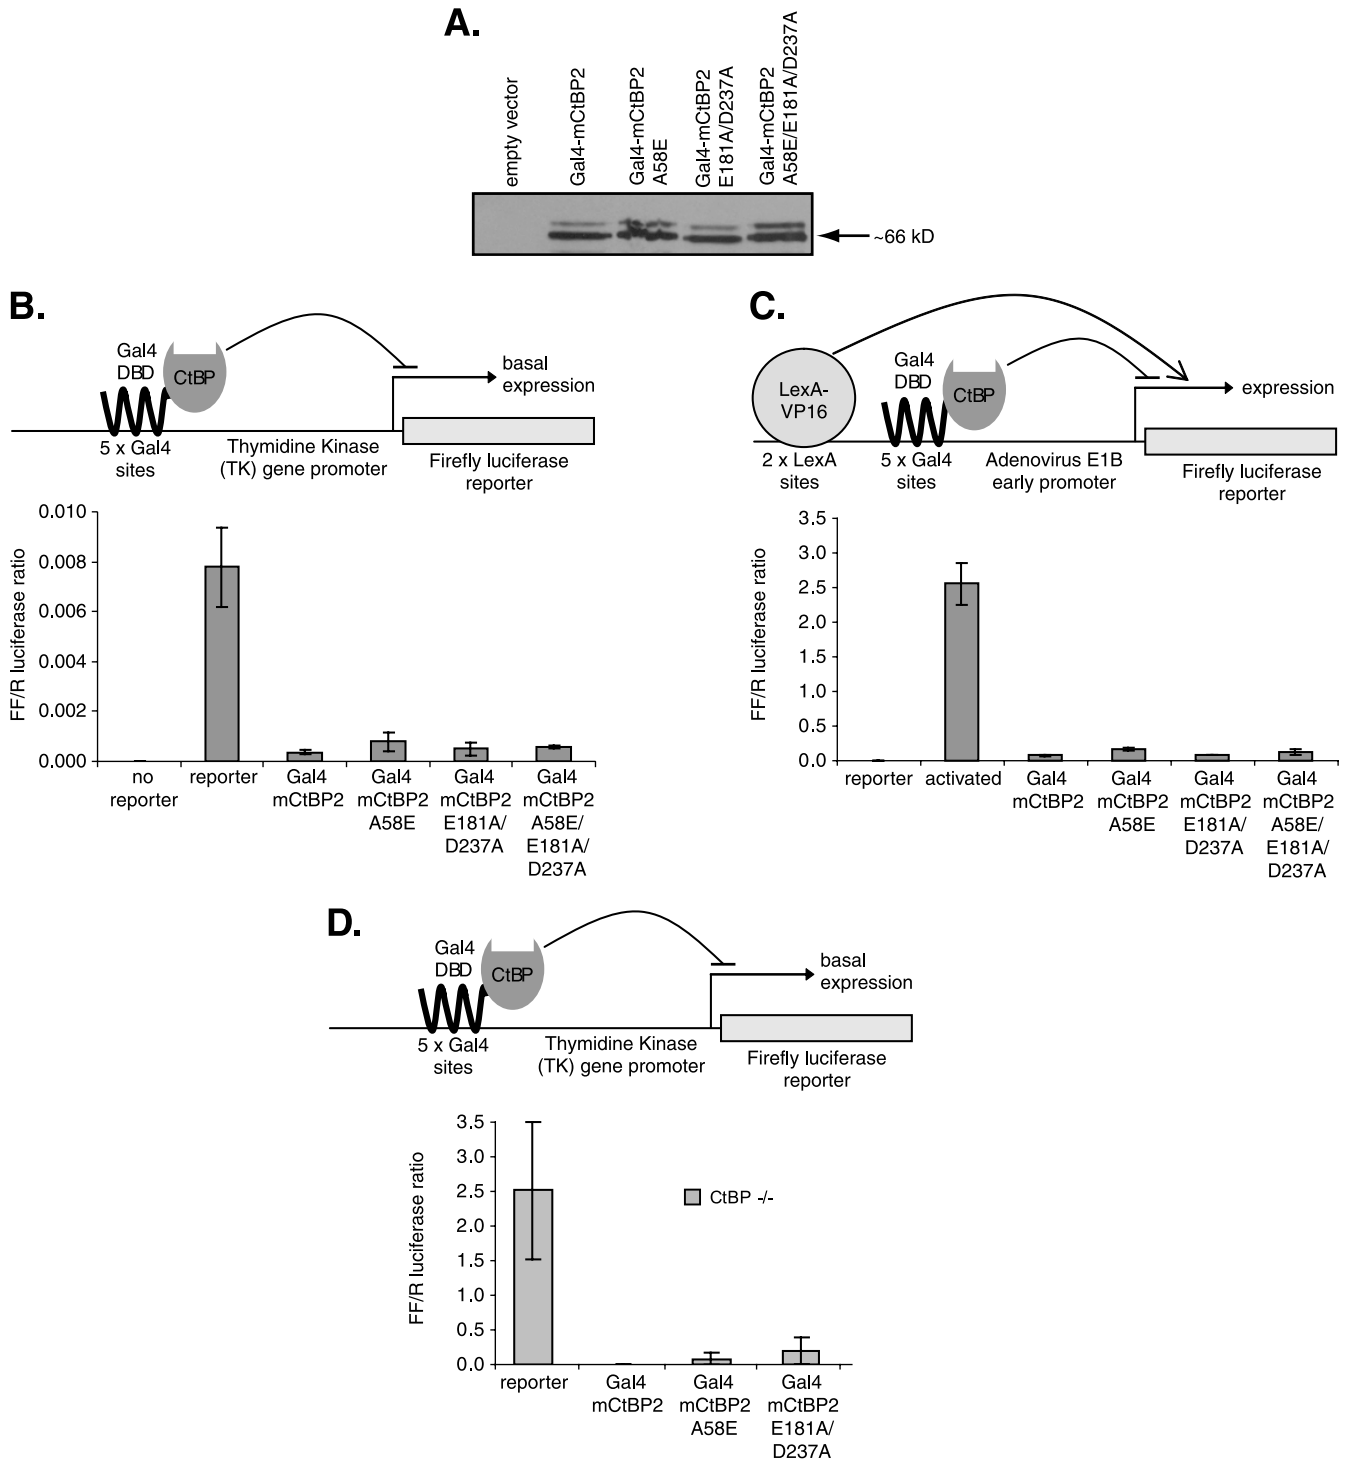 A.
empty vector
Gal4-mCtBP2
Gal4-mCtBP2
A58E
Gal4-mCtBP2
E181A/D237A
Gal4-mCtBP2
A58E/E181A/D237A
~66 kD
B.
Gal4
DBD
CtBP
basal
expression
5 x Gal4
sites
Thymidine Kinase
(TK) gene promoter
Firefly luciferase
reporter
FF/R luciferase ratio
0.010
0.008
0.006
0.004
0.002
0.000
no
reporter
reporter
Gal4
mCtBP2
Gal4
mCtBP2
A58E
Gal4
mCtBP2
E181A/
D237A
Gal4
mCtBP2
A58E/
E181A/
D237A
C.
LexA-
VP16
Gal4
DBD
CtBP
expression
2 x LexA
sites
5 x Gal4
sites
Adenovirus E1B
early promoter
Firefly luciferase
reporter
FF/R luciferase ratio
3.5
3.0
2.5
2.0
1.5
1.0
0.5
0.0
reporter
activated
Gal4
mCtBP2
Gal4
mCtBP2
A58E
Gal4
mCtBP2
E181A/
D237A
Gal4
mCtBP2
A58E/
E181A/
D237A
D.
Gal4
DBD
CtBP
basal
expression
5 x Gal4
sites
Thymidine Kinase
(TK) gene promoter
Firefly luciferase
reporter
FF/R luciferase ratio
3.5
3.0
2.5
2.0
1.5
1.0
0.5
0.0
CtBP -/-
reporter
Gal4
mCtBP2
Gal4
mCtBP2
A58E
Gal4
mCtBP2
E181A/
D237A